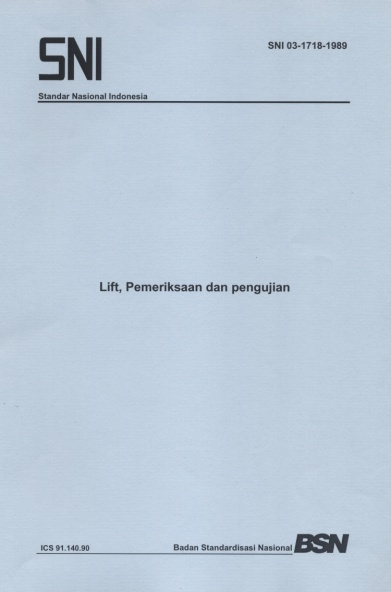 SNI
SNI 03-1718-1989
Standar Nasional Indonesia
Lift, Pemeriksaan dan pengujian
ICS 91.140.90
Badan Standardisasi Nasional BSN